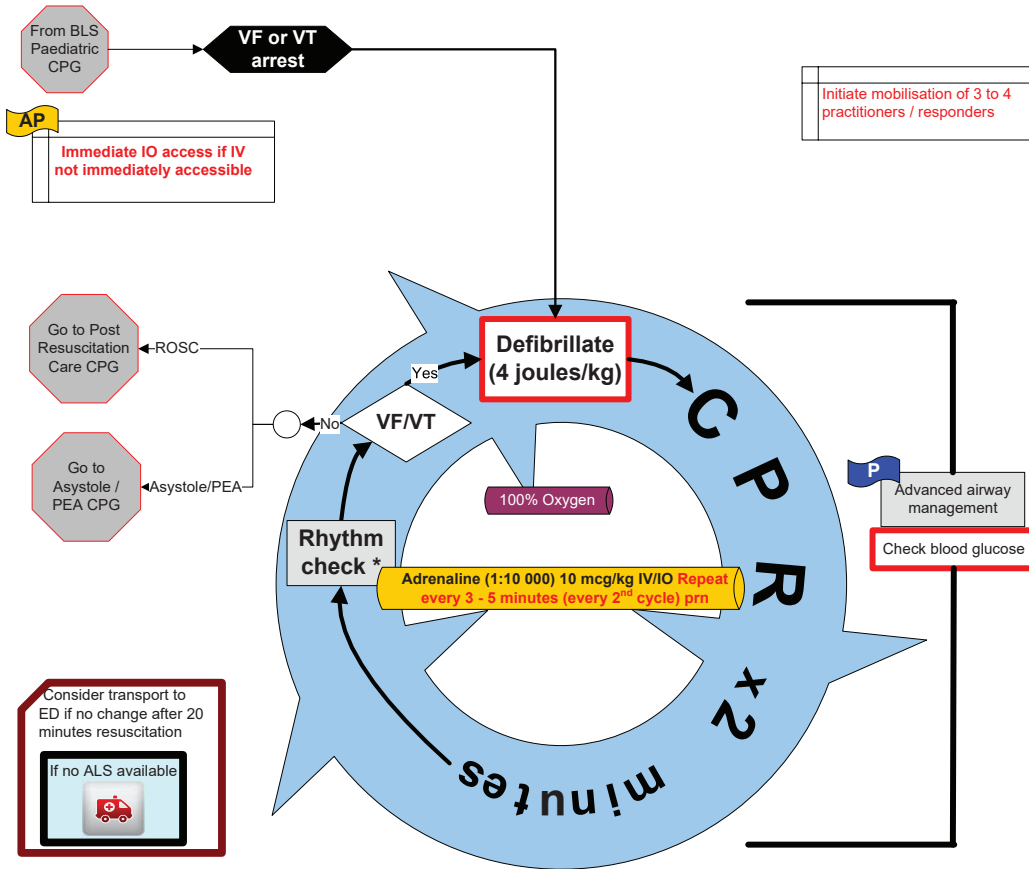 From BLS
Paediatric
CPG
VF or VT
arrest
Initiate mobilisation of 3 to 4
practitioners / responders
AP
Immediate IO access if IV
not immediately accessible
Go to Post
Resuscitation
Care CPG
ROSC
Defibrillate
(4 joules/kg)
Yes
VF/VT
No
Go to
Asystole /
PEA CPG
Asystole/PEA
100% Oxygen
CPR x2 minutes
P
Advanced airway
management
Check blood glucose
Rhythm
check *
Adrenaline (1:10 000) 10 mcg/kg IV/IO Repeat
every 3 - 5 minutes (every 2nd cycle) prn
Consider transport to
ED if no change after 20
minutes resuscitation
If no ALS available